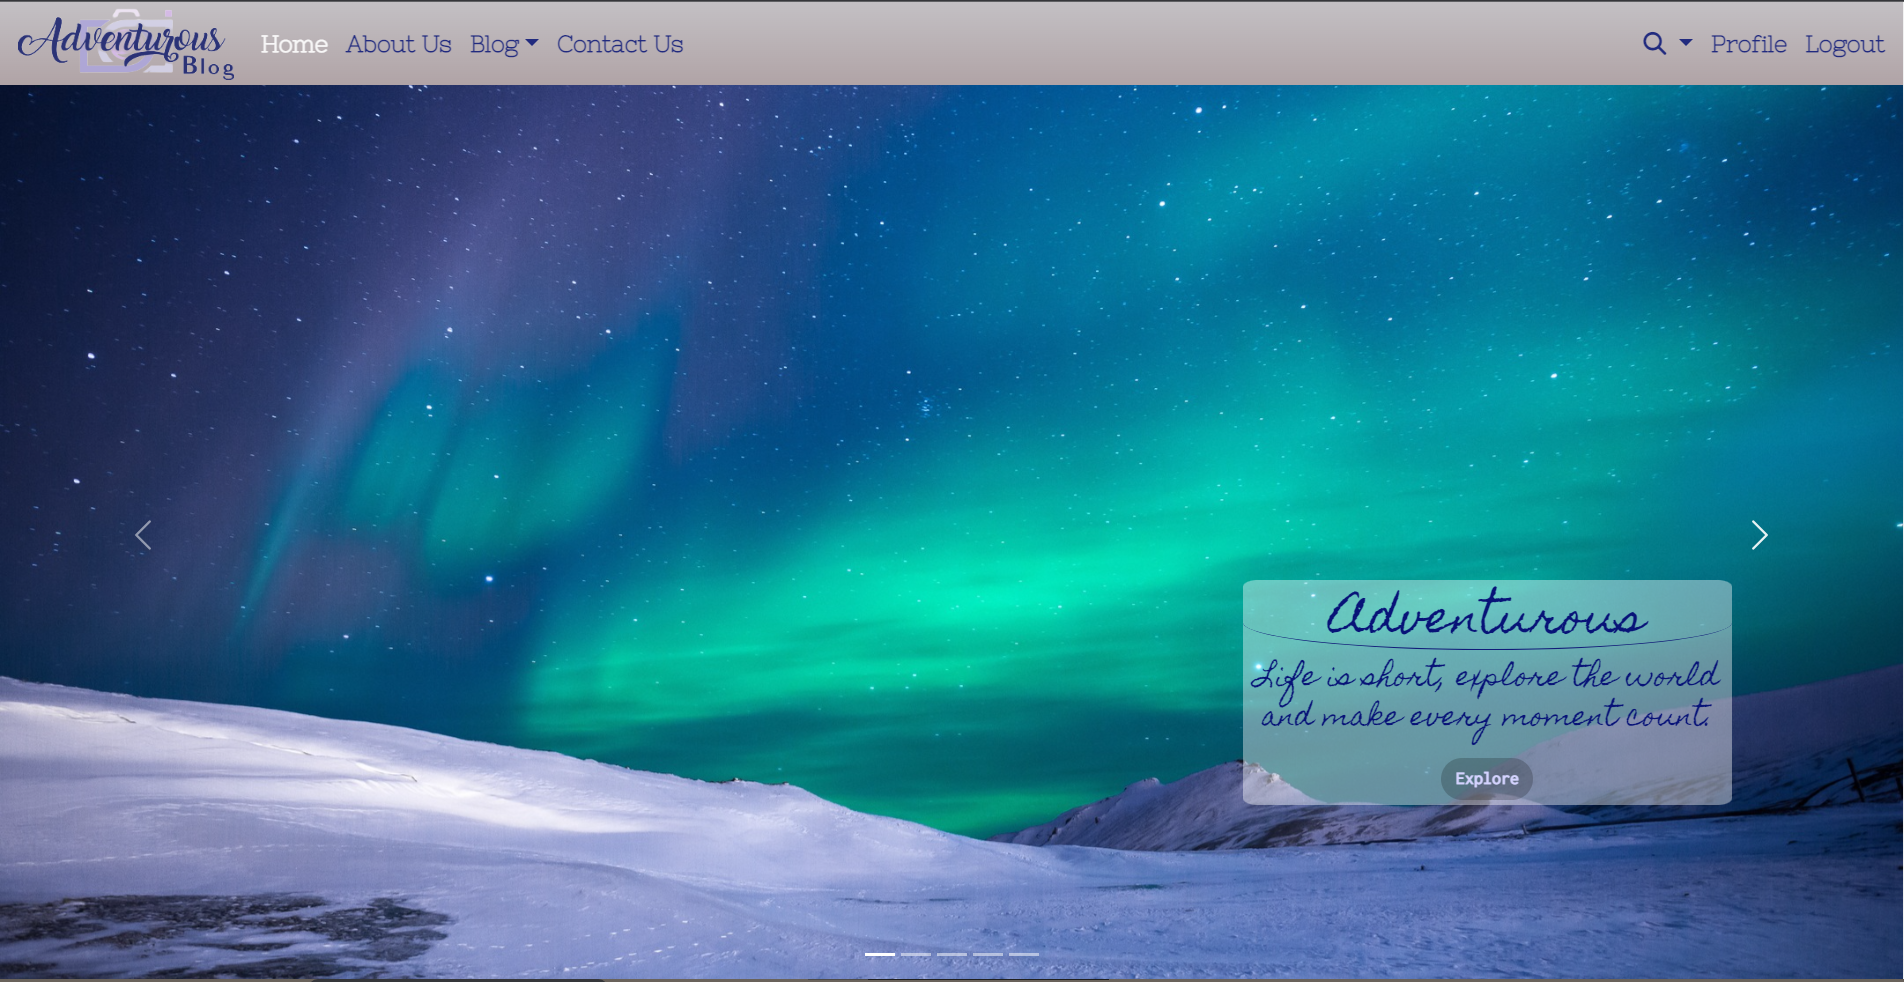 Adventurous
Blog
Home About Us Blog Contact Us
Profile Logout
Adventurous
Life is short, explore the world
and make every moment count.
Explore